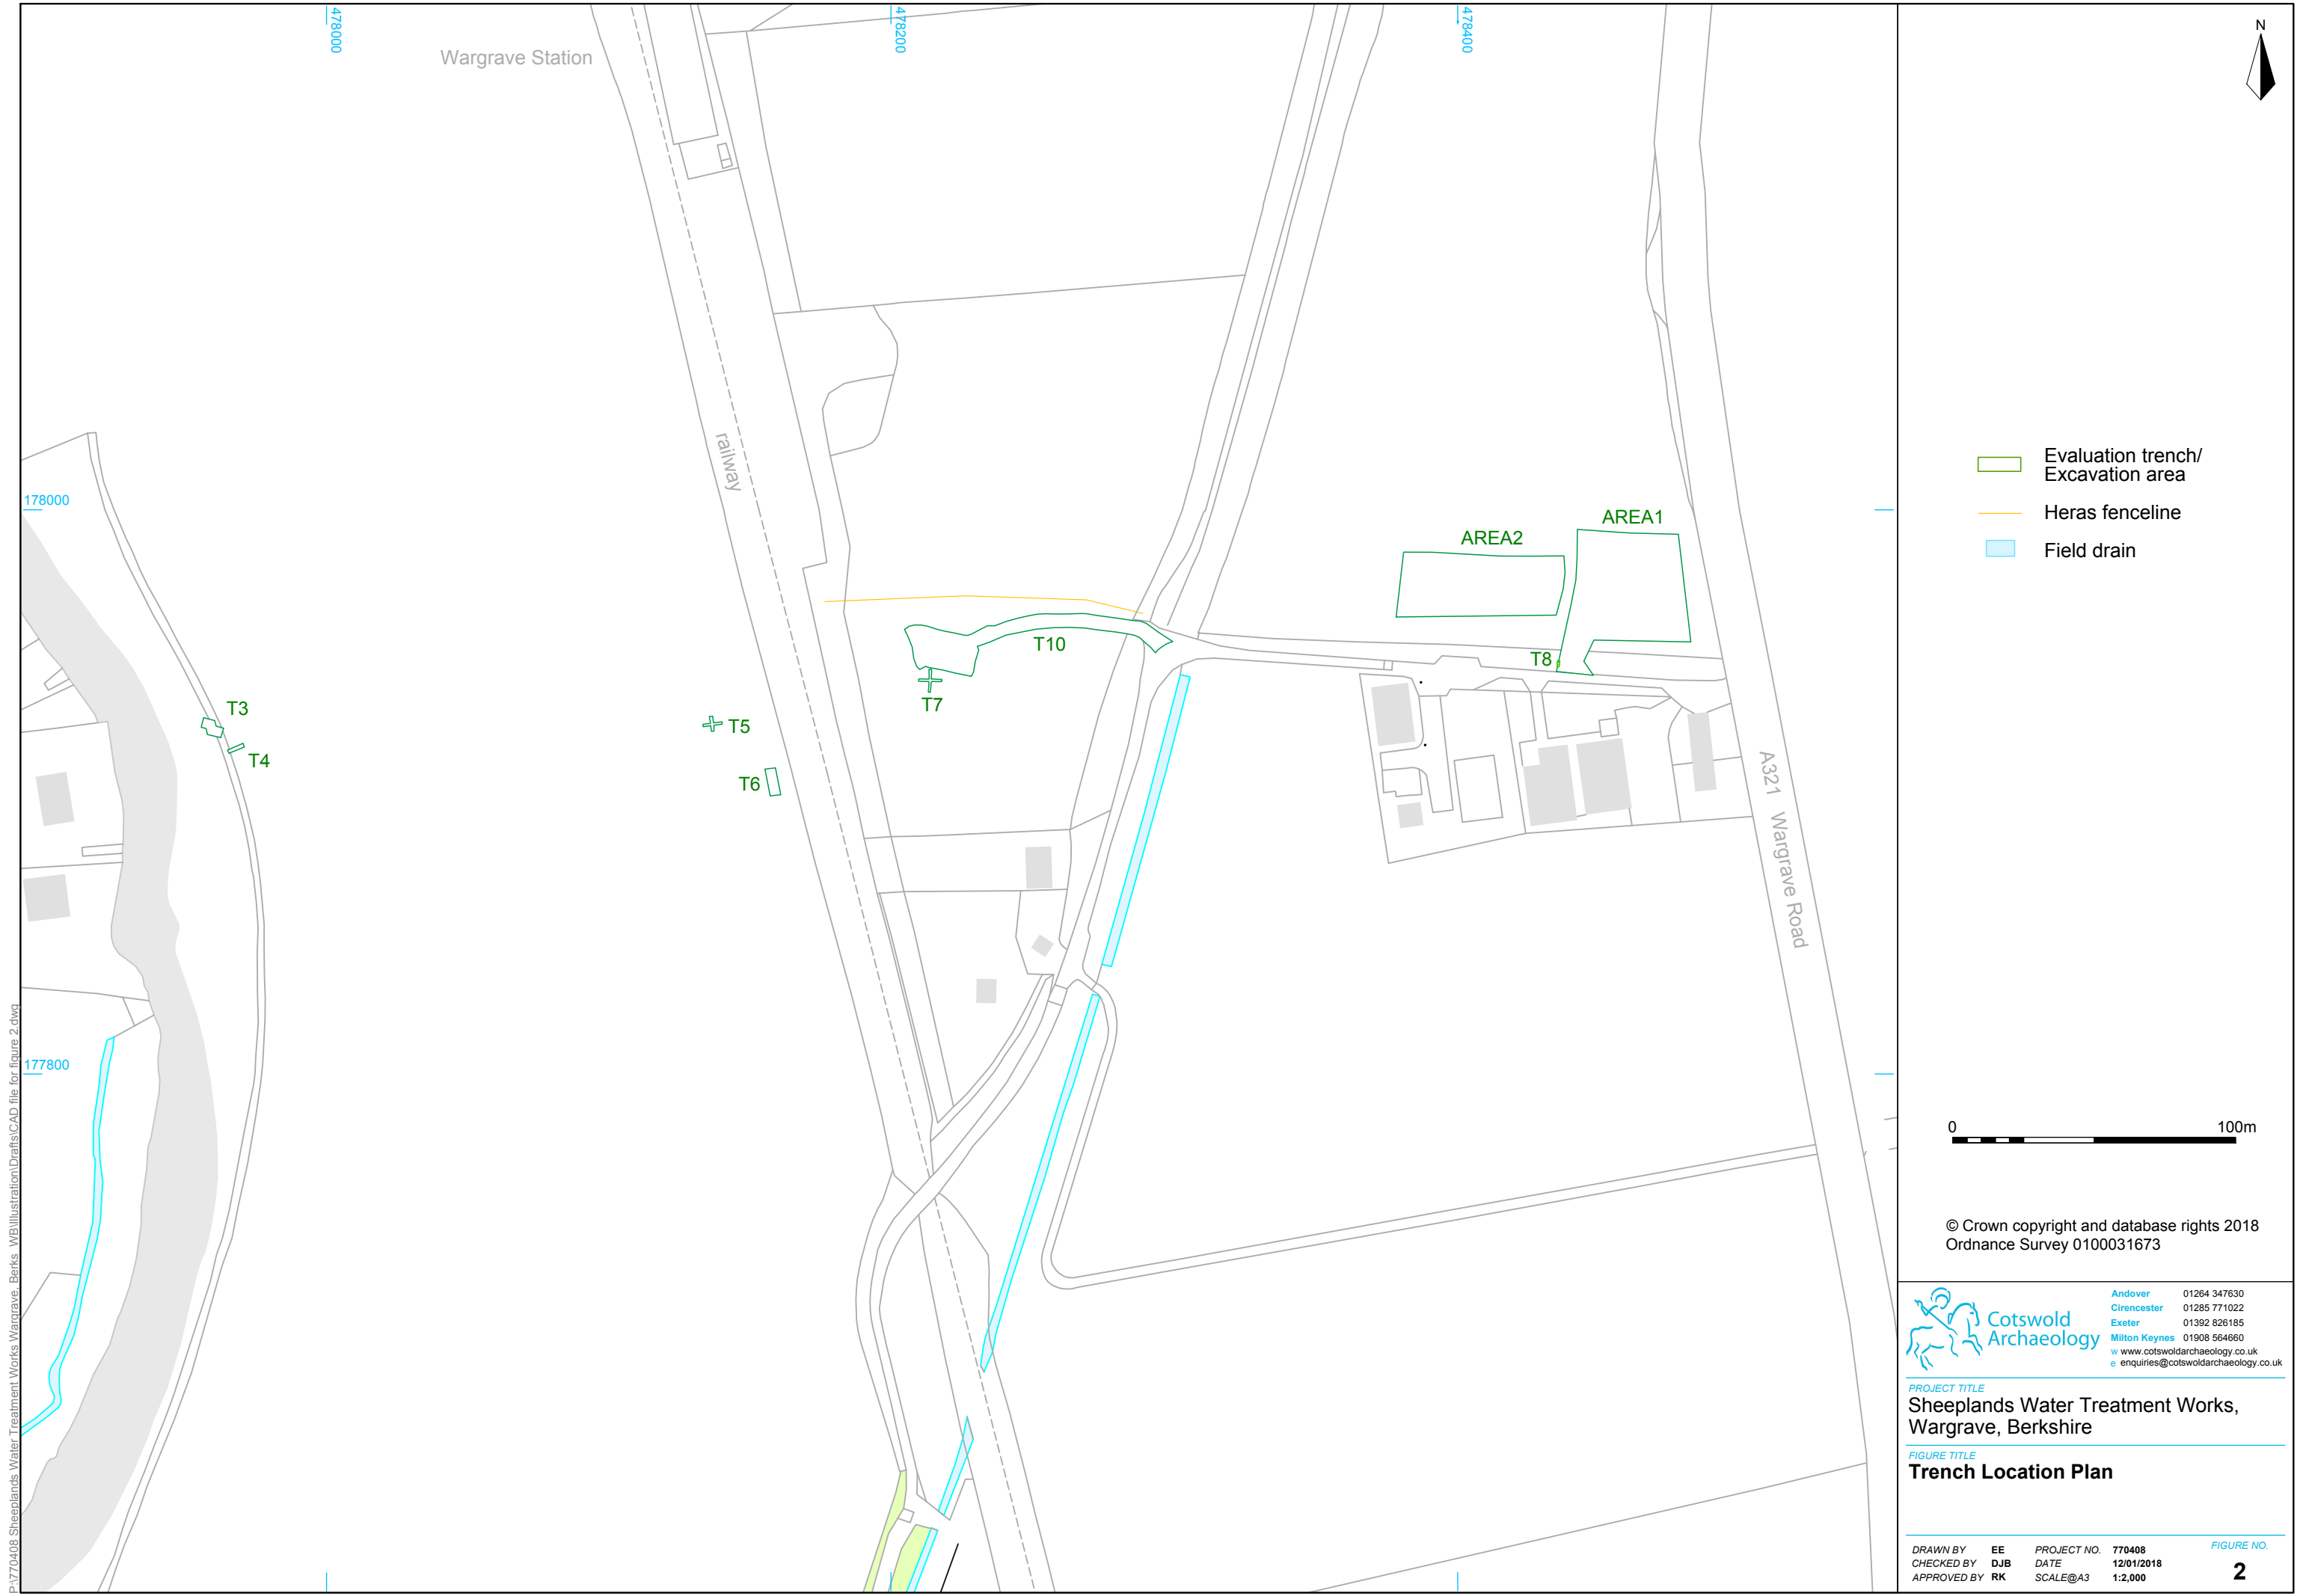 478000
478200
478400
N
Wargrave Station
railway
178000
Evaluation trench/
Excavation area
Heras fenceline
Field drain
AREA1
AREA2
T10
T8
T7
T3
T5
T4
T6
A321 Wargrave Road
177800
0 100m
© Crown copyright and database rights 2018
Ordnance Survey 0100031673
Cotswold
Archaeology
Andover 01264 347630
Cirencester 01285 771022
Exeter 01392 826185
Milton Keynes 01908 564660
w www.cotswoldarchaeology.co.uk
e enquiries@cotswoldarchaeology.co.uk
PROJECT TITLE
Sheeplands Water Treatment Works,
Wargrave, Berkshire
FIGURE TITLE
Trench Location Plan
DRAWN BY EE PROJECT NO. 770408 FIGURE NO.
CHECKED BY DJB DATE 12/01/2018
APPROVED BY RK SCALE@A3 1:2,000 2
P:\770408 Sheeplands Water Treatment Works Wargrave, Berks WB\Illustration\Drafts\CAD file for figure 2.dwg